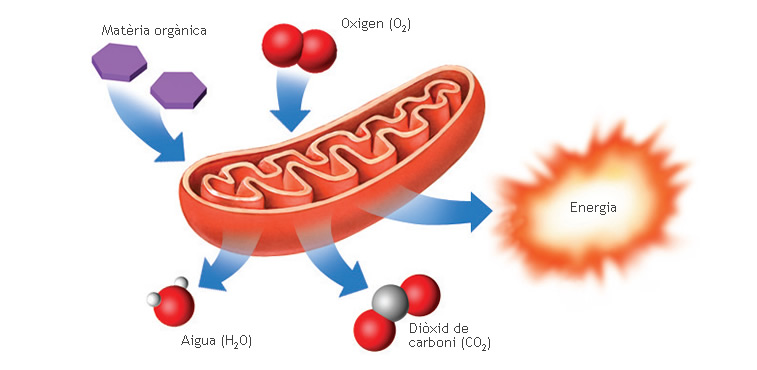 Matèria orgànica
Oxigen (O₂)
Energia
Aigua (H₂O)
Diòxid de
carboni (CO₂)